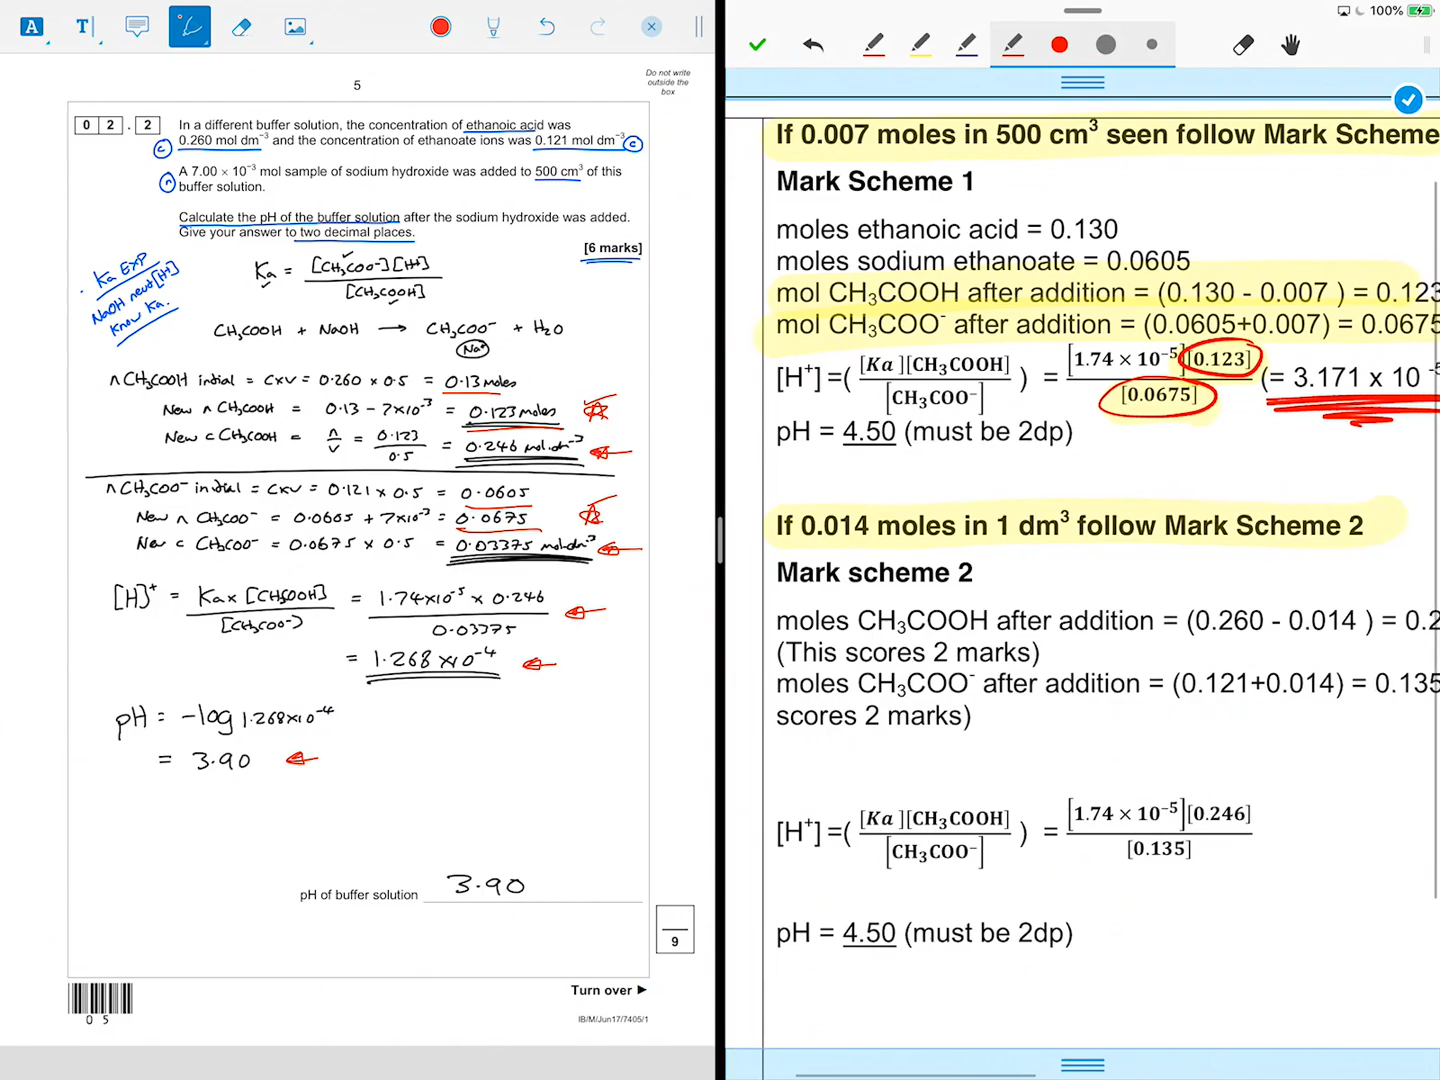 100%
A
T
5
Do not write
outside the
box
0 2 . 2
In a different buffer solution, the concentration of ethanoic acid was
0.260 mol dm⁻³ and the concentration of ethanoate ions was 0.121 mol dm⁻³
c
c
A 7.00 × 10⁻³ mol sample of sodium hydroxide was added to 500 cm³ of this
buffer solution.
n
Calculate the pH of the buffer solution after the sodium hydroxide was added.
Give your answer to two decimal places.
[6 marks]
Ka EXP
NaOH neut [H⁺]
Know Ka.
Ka = [CH₃COO⁻][H⁺]
[CH₃COOH]
CH₃COOH + NaOH → CH₃COO⁻ + H₂O
Na⁺
nCH₃COOH initial = C×V = 0.260 × 0.5 = 0.13 moles
New n CH₃COOH = 0.13 - 7×10⁻³ = 0.123 moles
New c CH₃COOH = n/v = 0.123/0.5 = 0.246 mol.dm⁻³
nCH₃COO⁻ initial = C×V = 0.121 × 0.5 = 0.0605
New n CH₃COO⁻ = 0.0605 + 7×10⁻³ = 0.0675
New c CH₃COO⁻ = 0.0675 × 0.5 = 0.03375 mol.dm⁻³
[H]⁺ = Ka × [CH₃COOH] = 1.74×10⁻⁵ × 0.246
[CH₃COO⁻] 0.03375
= 1.268 ×10⁻⁴
pH = -log 1.268×10⁻⁴
= 3.90
pH of buffer solution 3.90
9
Turn over ►
0 5
IB/M/Jun17/7405/1
If 0.007 moles in 500 cm³ seen follow Mark Scheme
Mark Scheme 1
moles ethanoic acid = 0.130
moles sodium ethanoate = 0.0605
mol CH₃COOH after addition = (0.130 - 0.007 ) = 0.123
mol CH₃COO⁻ after addition = (0.0605+0.007) = 0.0675
[H⁺] =( [Ka ][CH₃COOH] / [CH₃COO⁻] ) = [1.74 × 10⁻⁵][0.123] / [0.0675] (= 3.171 x 10⁻⁵
pH = 4.50 (must be 2dp)
If 0.014 moles in 1 dm³ follow Mark Scheme 2
Mark scheme 2
moles CH₃COOH after addition = (0.260 - 0.014 ) = 0.2
(This scores 2 marks)
moles CH₃COO⁻ after addition = (0.121+0.014) = 0.135
scores 2 marks)
[H⁺] =( [Ka ][CH₃COOH] / [CH₃COO⁻] ) = [1.74 × 10⁻⁵][0.246] / [0.135]
pH = 4.50 (must be 2dp)